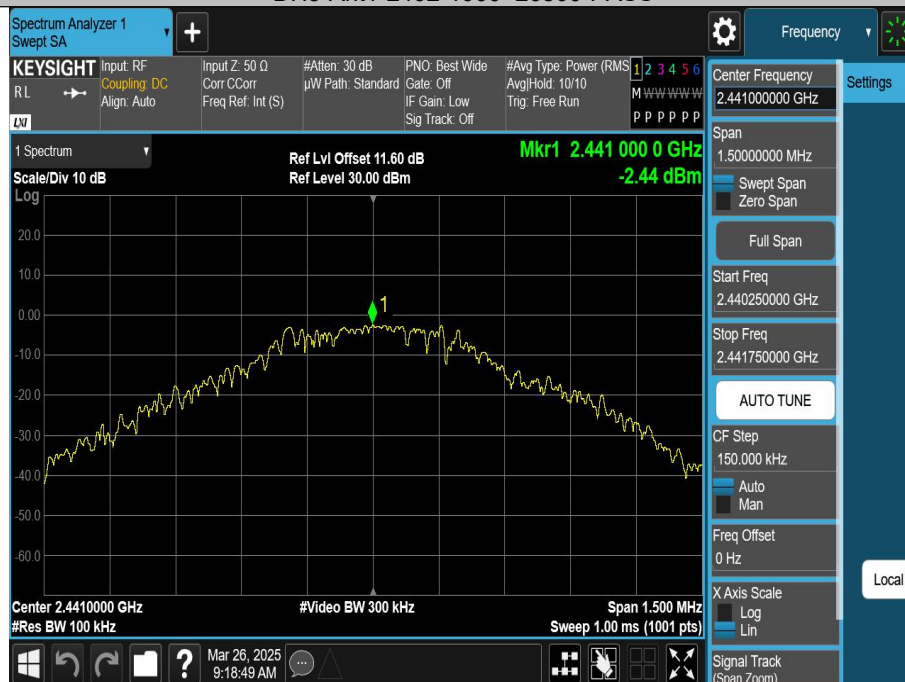 Spectrum Analyzer 1
Swept SA
+
Frequency
KEYSIGHT
RL
LXI
Input: RF
Coupling: DC
Align: Auto
Input Z: 50 Ω
Corr CCorr
Freq Ref: Int (S)
#Atten: 30 dB
µW Path: Standard
PNO: Best Wide
Gate: Off
IF Gain: Low
Sig Track: Off
#Avg Type: Power (RMS
Avg|Hold: 10/10
Trig: Free Run
1 2 3 4 5 6
M W W W W W
P P P P P P
1 Spectrum
Scale/Div 10 dB
Log
Ref Lvl Offset 11.60 dB
Ref Level 30.00 dBm
Mkr1 2.441 000 0 GHz
-2.44 dBm
20.0
10.0
0.00
-10.0
-20.0
-30.0
-40.0
-50.0
-60.0
1
Center 2.4410000 GHz
#Res BW 100 kHz
#Video BW 300 kHz
Span 1.500 MHz
Sweep 1.00 ms (1001 pts)
?
Mar 26, 2025
9:18:49 AM
Center Frequency
2.441000000 GHz
Settings
Span
1.50000000 MHz
Swept Span
Zero Span
Full Span
Start Freq
2.440250000 GHz
Stop Freq
2.441750000 GHz
AUTO TUNE
CF Step
150.000 kHz
Auto
Man
Freq Offset
0 Hz
Local
X Axis Scale
Log
Lin
Signal Track
(Span Zoom)